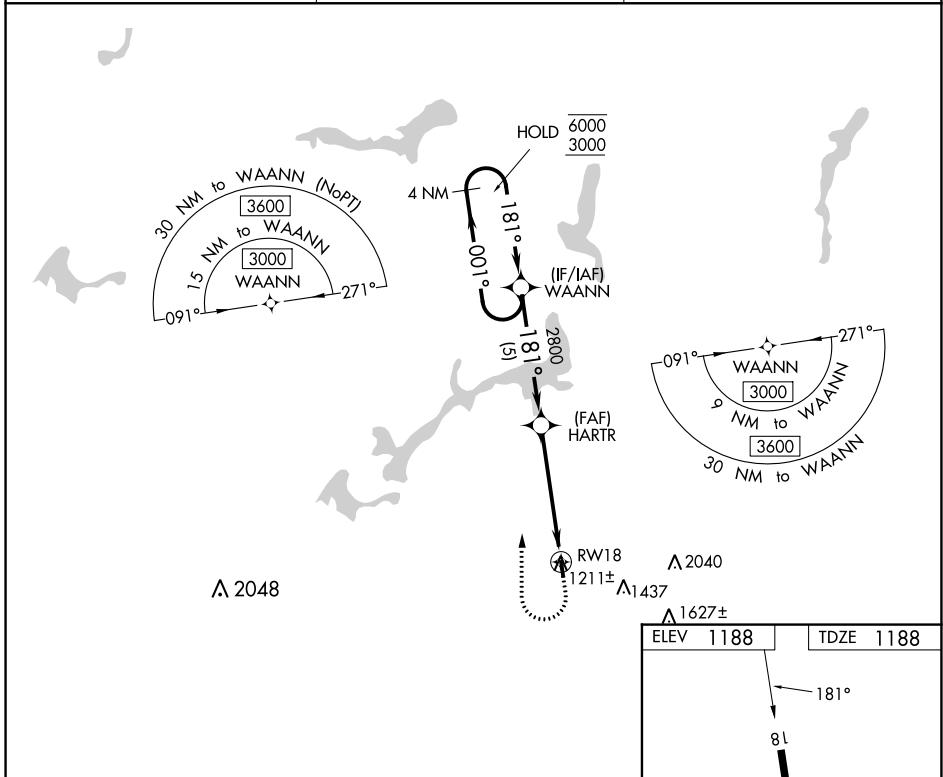 HOLD 6000
3000
4 NM
181°
001°
(IF/IAF)
WAANN
30 NM to WAANN (NoPT)
3600
15 NM to WAANN
3000
WAANN
091°
271°
181°
(5)
2800
(FAF)
HARTR
091°
271°
WAANN
3000
9 NM to WAANN
3600
30 NM to WAANN
RW18
1211±
2040
1437
2048
1627±
ELEV 1188
TDZE 1188
181°
18